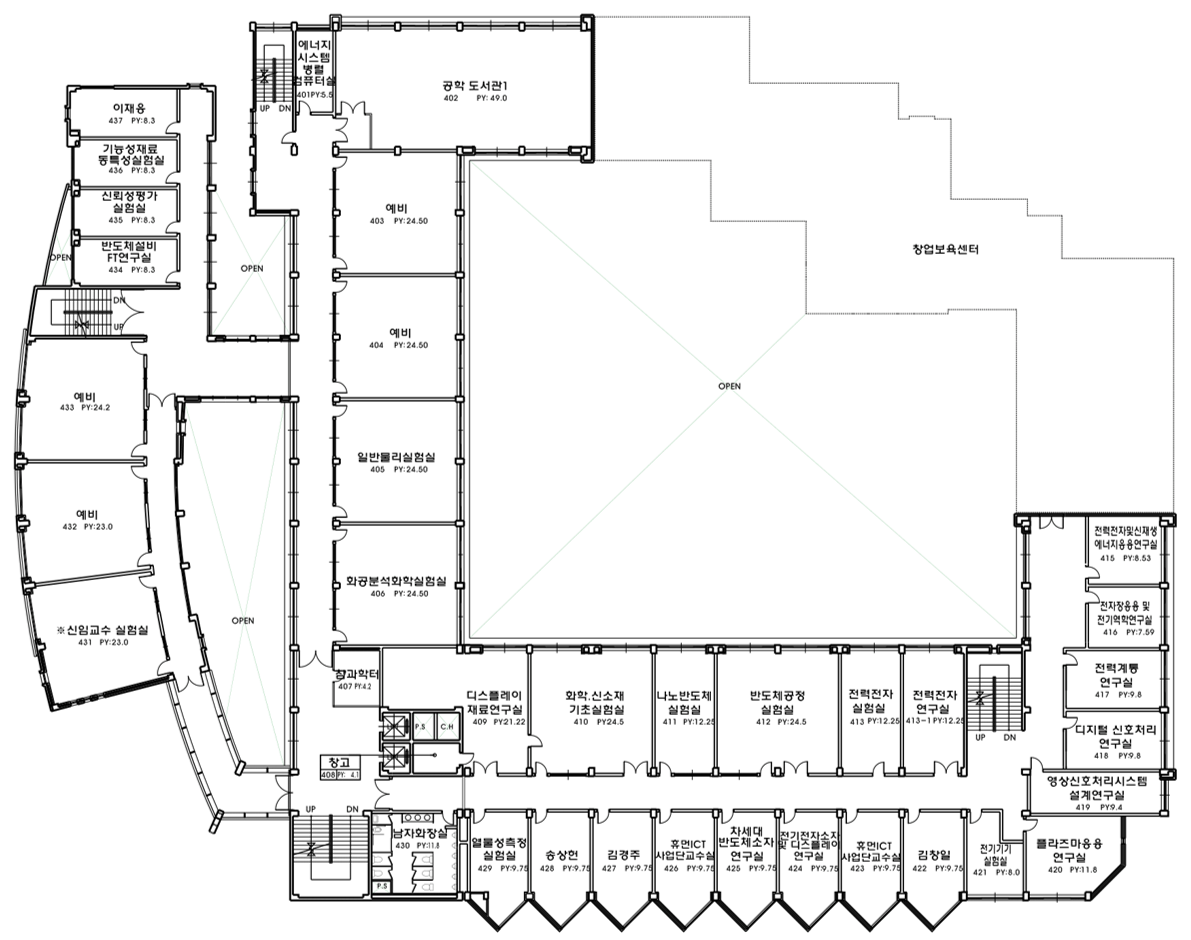 에너지
시스템
병렬
컴퓨터실
401 PY:5.5
공학 도서관1
402 PY: 49.0
UP DN
이재용
437 PY:8.3
기능성재료
동특성실험실
436 PY:8.3
신뢰성평가
실험실
435 PY:8.3
반도체설비
FT연구실
434 PY:8.3
OPEN
OPEN
DN
UP
예비
403 PY:24.50
창업보육센터
예비
404 PY:24.50
OPEN
예비
433 PY:24.2
일반물리실험실
405 PY:24.50
예비
432 PY:23.0
화공분석화학실험실
406 PY:24.50
※신임교수 실험실
431 PY:23.0
OPEN
전력전자및신재생
에너지응용연구실
415 PY:8.53
전자장응용 및
전기역학연구실
416 PY:7.59
전력계통
연구실
417 PY:9.8
디지털 신호처리
연구실
418 PY:9.8
영상신호처리시스템
설계연구실
419 PY:9.4
참과학터
407 PY:4.2
P.S
C.H
창고
408 PY: 4.1
디스플레이
재료연구실
409 PY:21.22
화학.신소재
기초실험실
410 PY:24.5
나노반도체
실험실
411 PY:12.25
반도체공정
실험실
412 PY:24.5
전력전자
실험실
413 PY:12.25
전력전자
연구실
413-1 PY:12.25
UP DN
UP DN
남자화장실
430 PY:11.8
P.S
열물성측정
실험실
429 PY:9.75
송상헌
428 PY:9.75
김경주
427 PY:9.75
휴먼ICT
사업단교수실
426 PY:9.75
차세대
반도체소자
연구실
425 PY:9.75
전기전자소자
및 디스플레이
연구실
424 PY:9.75
휴먼ICT
사업단교수실
423 PY:9.75
김창일
422 PY:9.75
전기기기
실험실
421 PY:8.0
플라즈마응용
연구실
420 PY:11.8